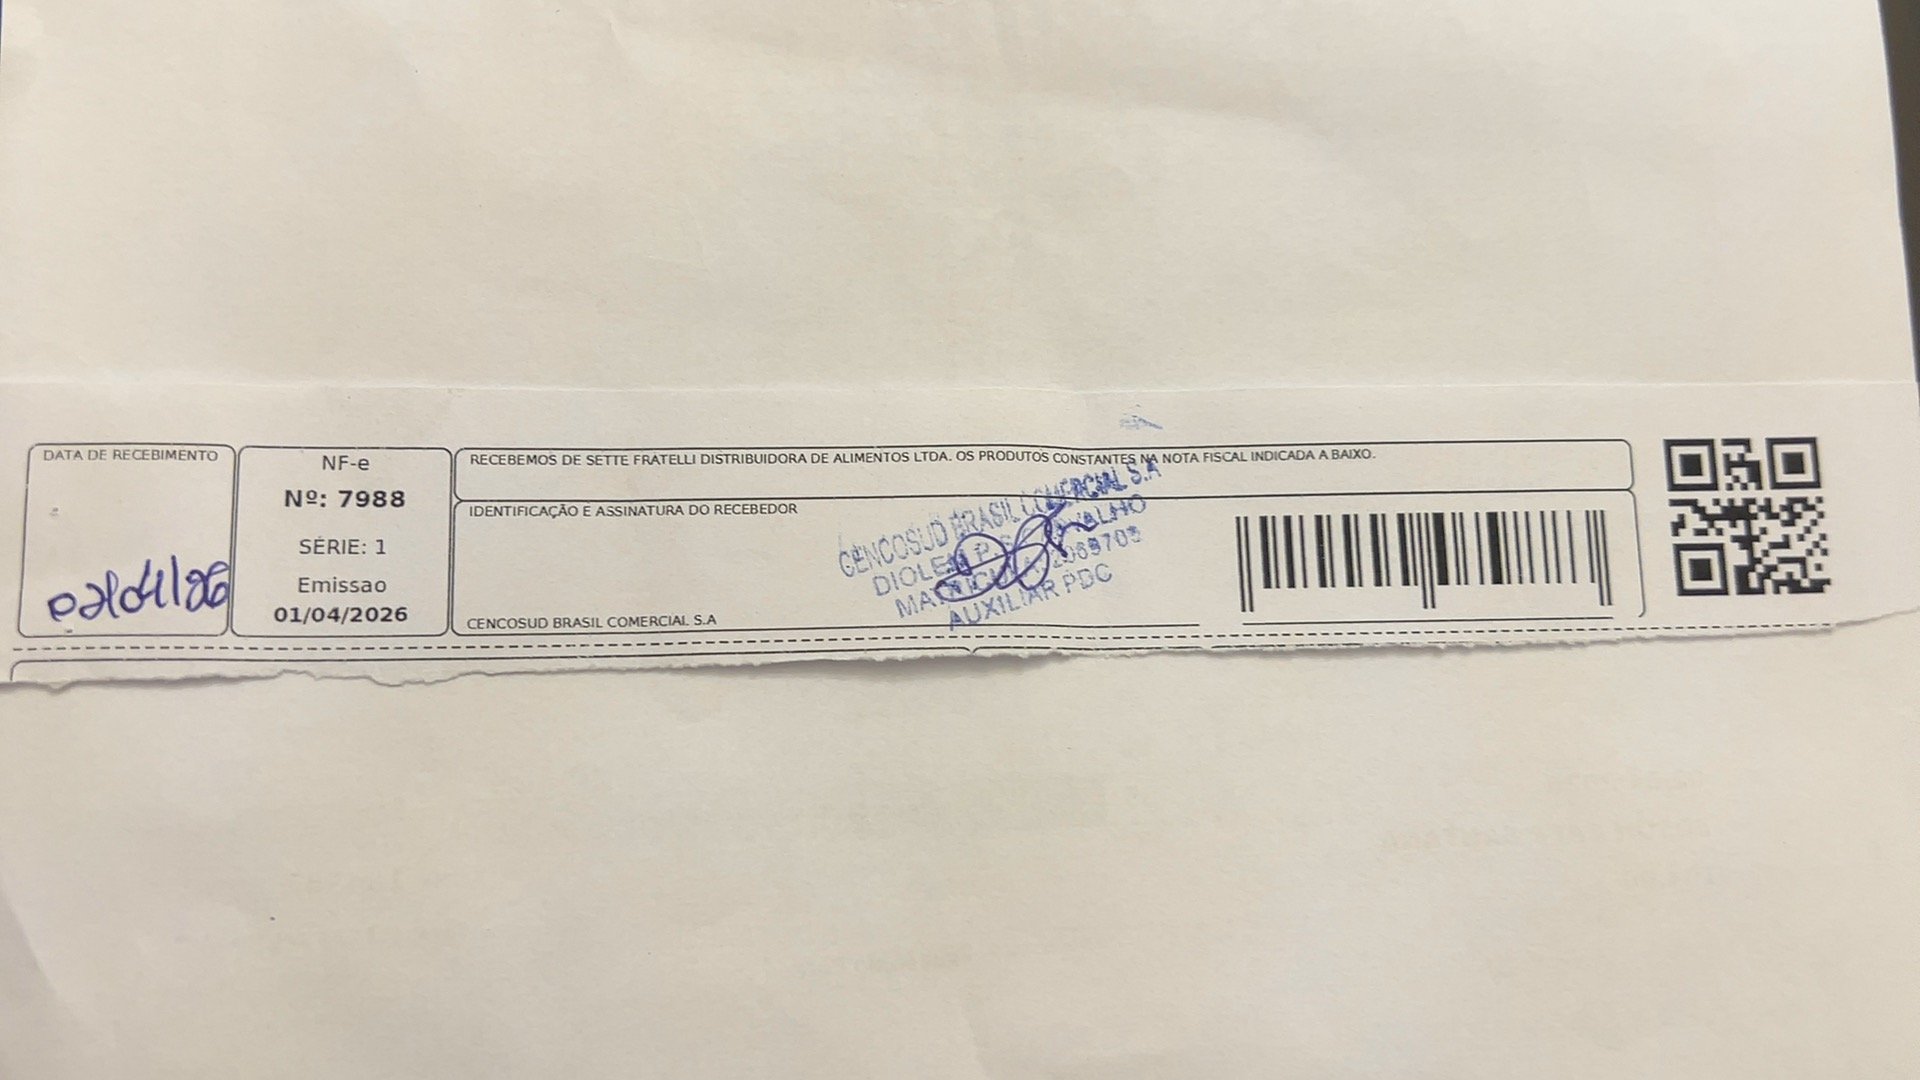 DATA DE RECEBIMENTO
02/04/26
NF-e
Nº: 7988
SÉRIE: 1
Emissao
01/04/2026
RECEBEMOS DE SETTE FRATELLI DISTRIBUIDORA DE ALIMENTOS LTDA. OS PRODUTOS CONSTANTES NA NOTA FISCAL INDICADA A BAIXO.
IDENTIFICAÇÃO E ASSINATURA DO RECEBEDOR
CENCOSUD BRASIL COMERCIAL S.A
CENCOSUD BRASIL COMERCIAL S.A
AUXILIAR PDC